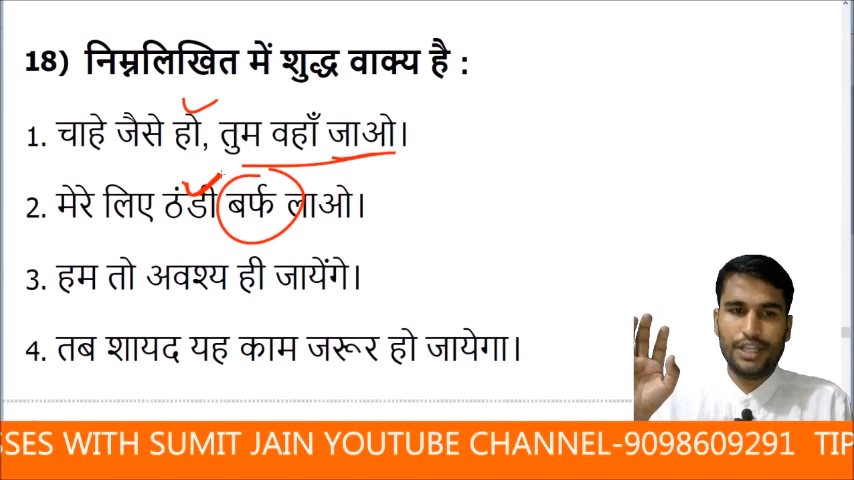 18) निम्नलिखित में शुद्ध वाक्य है :
1. चाहे जैसे हो, तुम वहाँ जाओ।
2. मेरे लिए ठंडी बर्फ लाओ।
3. हम तो अवश्य ही जायेंगे।
4. तब शायद यह काम जरूर हो जायेगा।
SSES WITH SUMIT JAIN YOUTUBE CHANNEL-9098609291 TIP